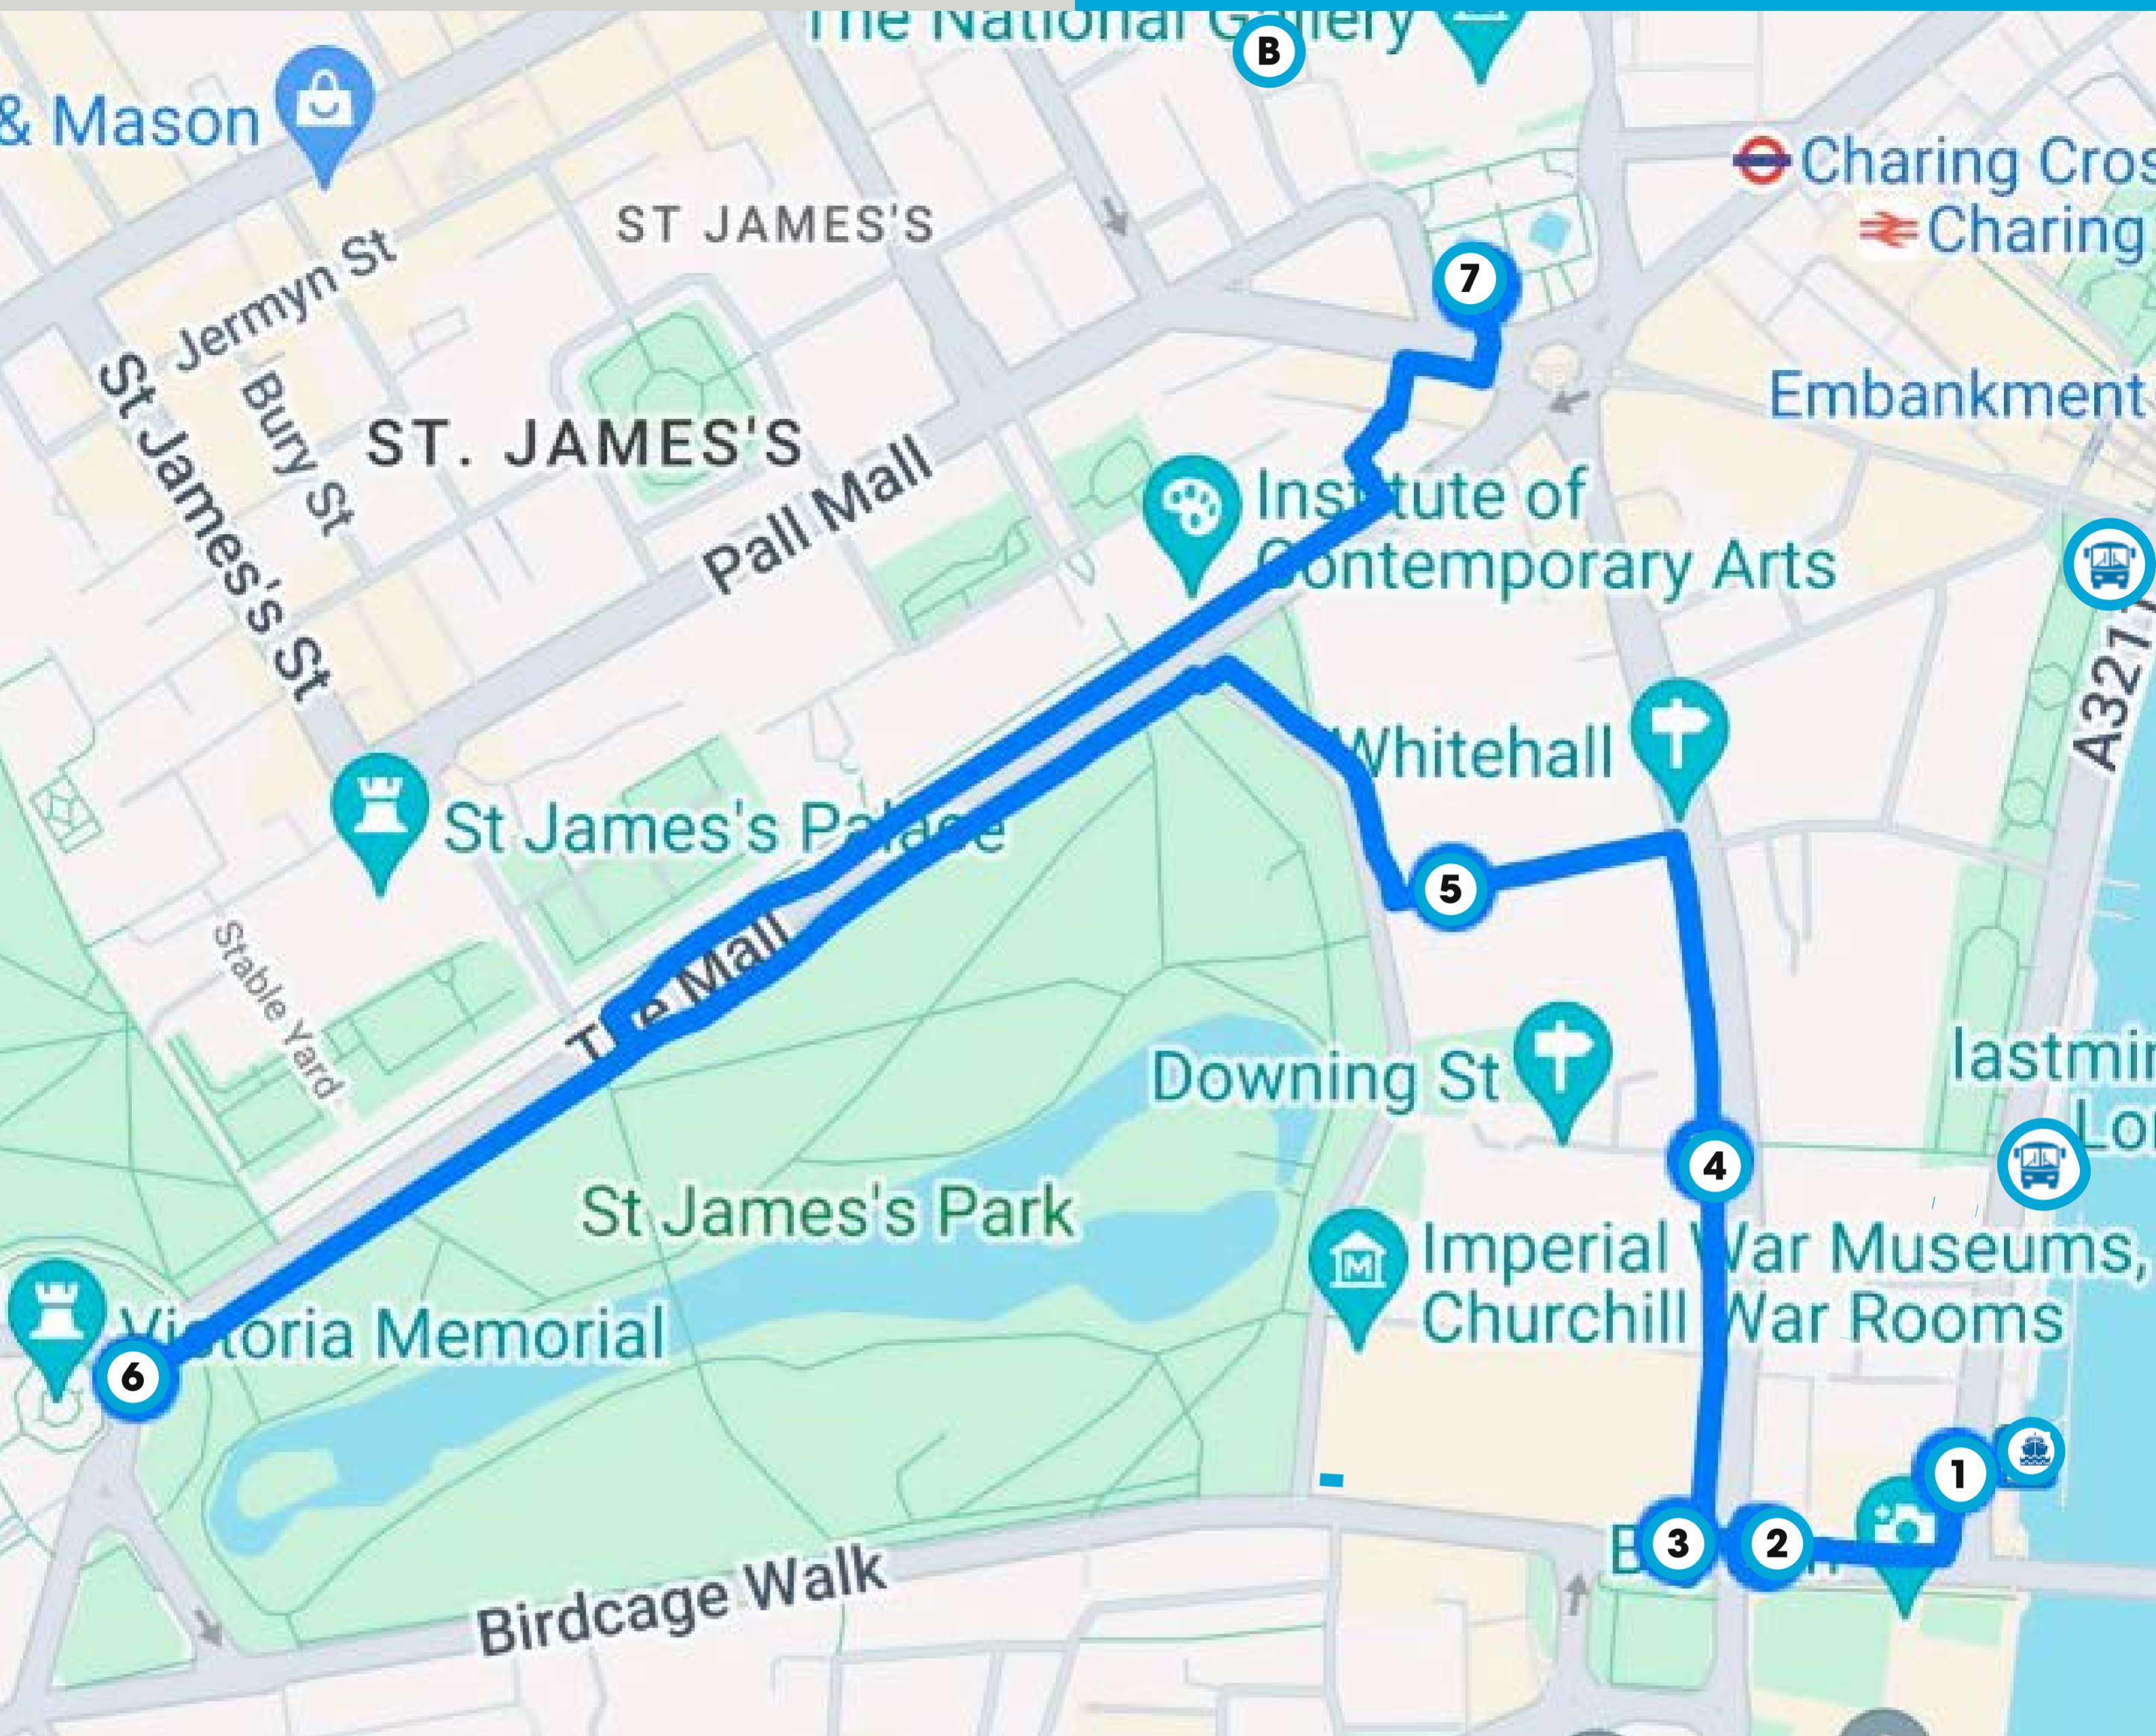 The National Gallery
B
& Mason
Charing Cros
Charing
ST JAMES'S
Jermyn St
7
St James's St
Bury St
ST. JAMES'S
Embankment
Pall Mall
Institute of
Contemporary Arts
A3211
Whitehall
St James's Palace
5
Stable Yard
The Mall
Downing St
lastmin
Lo
4
St James's Park
Imperial War Museums,
Churchill War Rooms
Victoria Memorial
6
M
1
3
2
Birdcage Walk